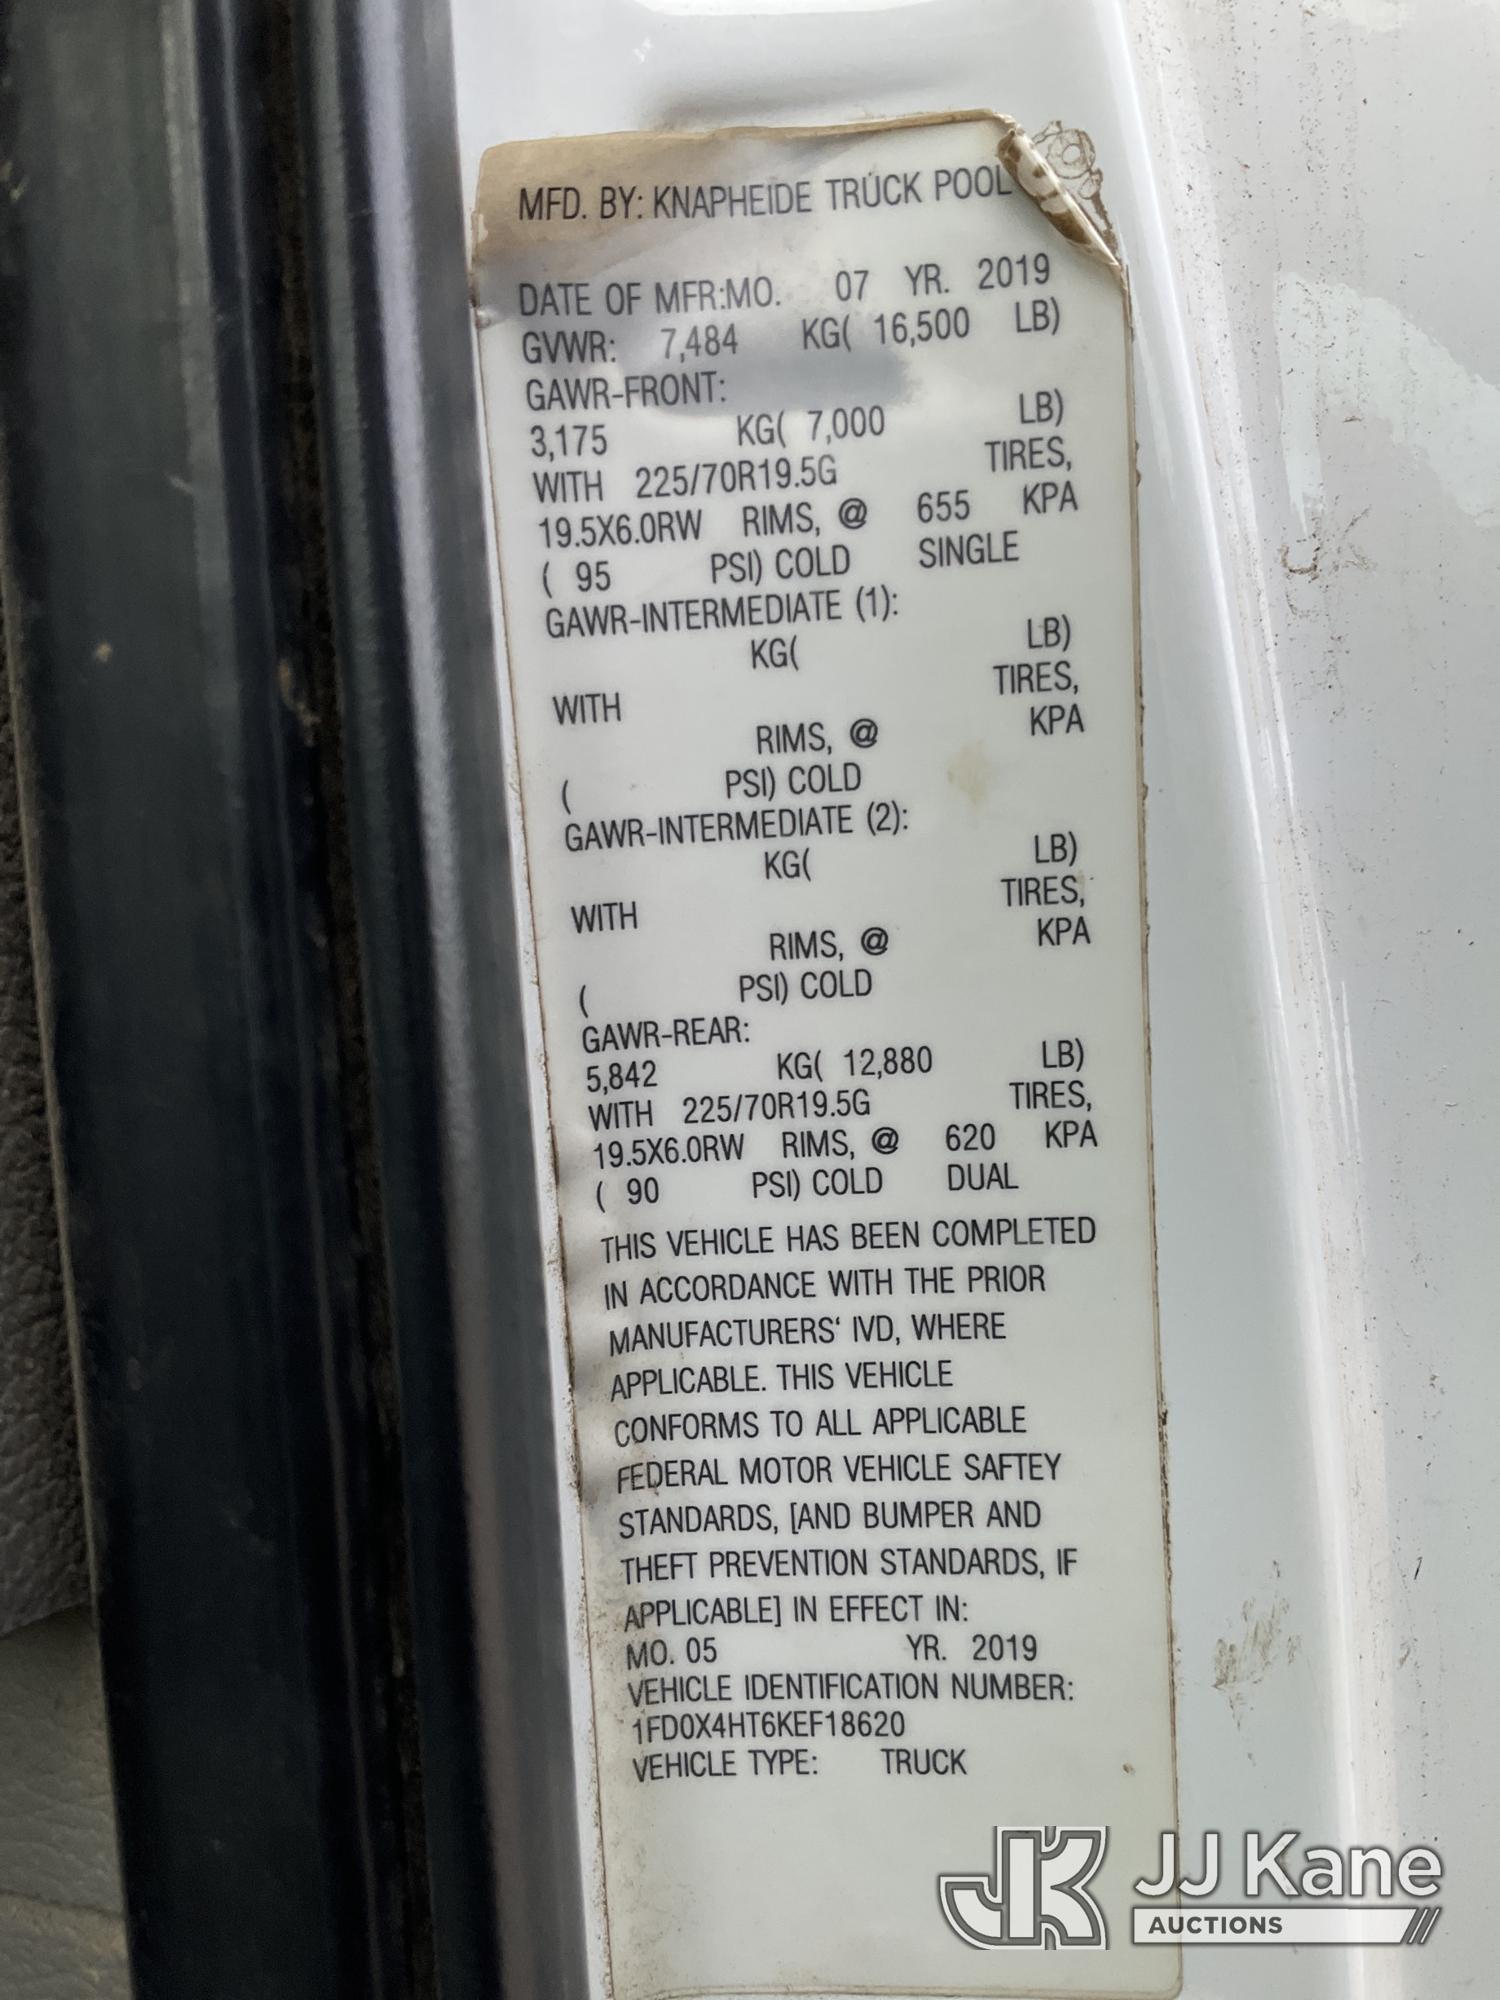 MFD. BY: KNAPHEIDE TRUCK POOL
DATE OF MFR:MO. 07 YR. 2019
GVWR: 7,484 KG( 16,500 LB)
GAWR-FRONT:
3,175 KG( 7,000 LB)
WITH 225/70R19.5G TIRES,
19.5X6.0RW RIMS, @ 655 KPA
( 95 PSI) COLD SINGLE
GAWR-INTERMEDIATE (1):
KG( LB)
WITH TIRES,
RIMS, @ KPA
( PSI) COLD
GAWR-INTERMEDIATE (2):
KG( LB)
WITH TIRES,
RIMS, @ KPA
( PSI) COLD
GAWR-REAR:
5,842 KG( 12,880 LB)
WITH 225/70R19.5G TIRES,
19.5X6.0RW RIMS, @ 620 KPA
( 90 PSI) COLD DUAL
THIS VEHICLE HAS BEEN COMPLETED
IN ACCORDANCE WITH THE PRIOR
MANUFACTURERS' IVD, WHERE
APPLICABLE. THIS VEHICLE
CONFORMS TO ALL APPLICABLE
FEDERAL MOTOR VEHICLE SAFTEY
STANDARDS, [AND BUMPER AND
THEFT PREVENTION STANDARDS, IF
APPLICABLE] IN EFFECT IN:
MO. 05 YR. 2019
VEHICLE IDENTIFICATION NUMBER:
1FD0X4HT6KEF18620
VEHICLE TYPE: TRUCK
JK JJ Kane
AUCTIONS